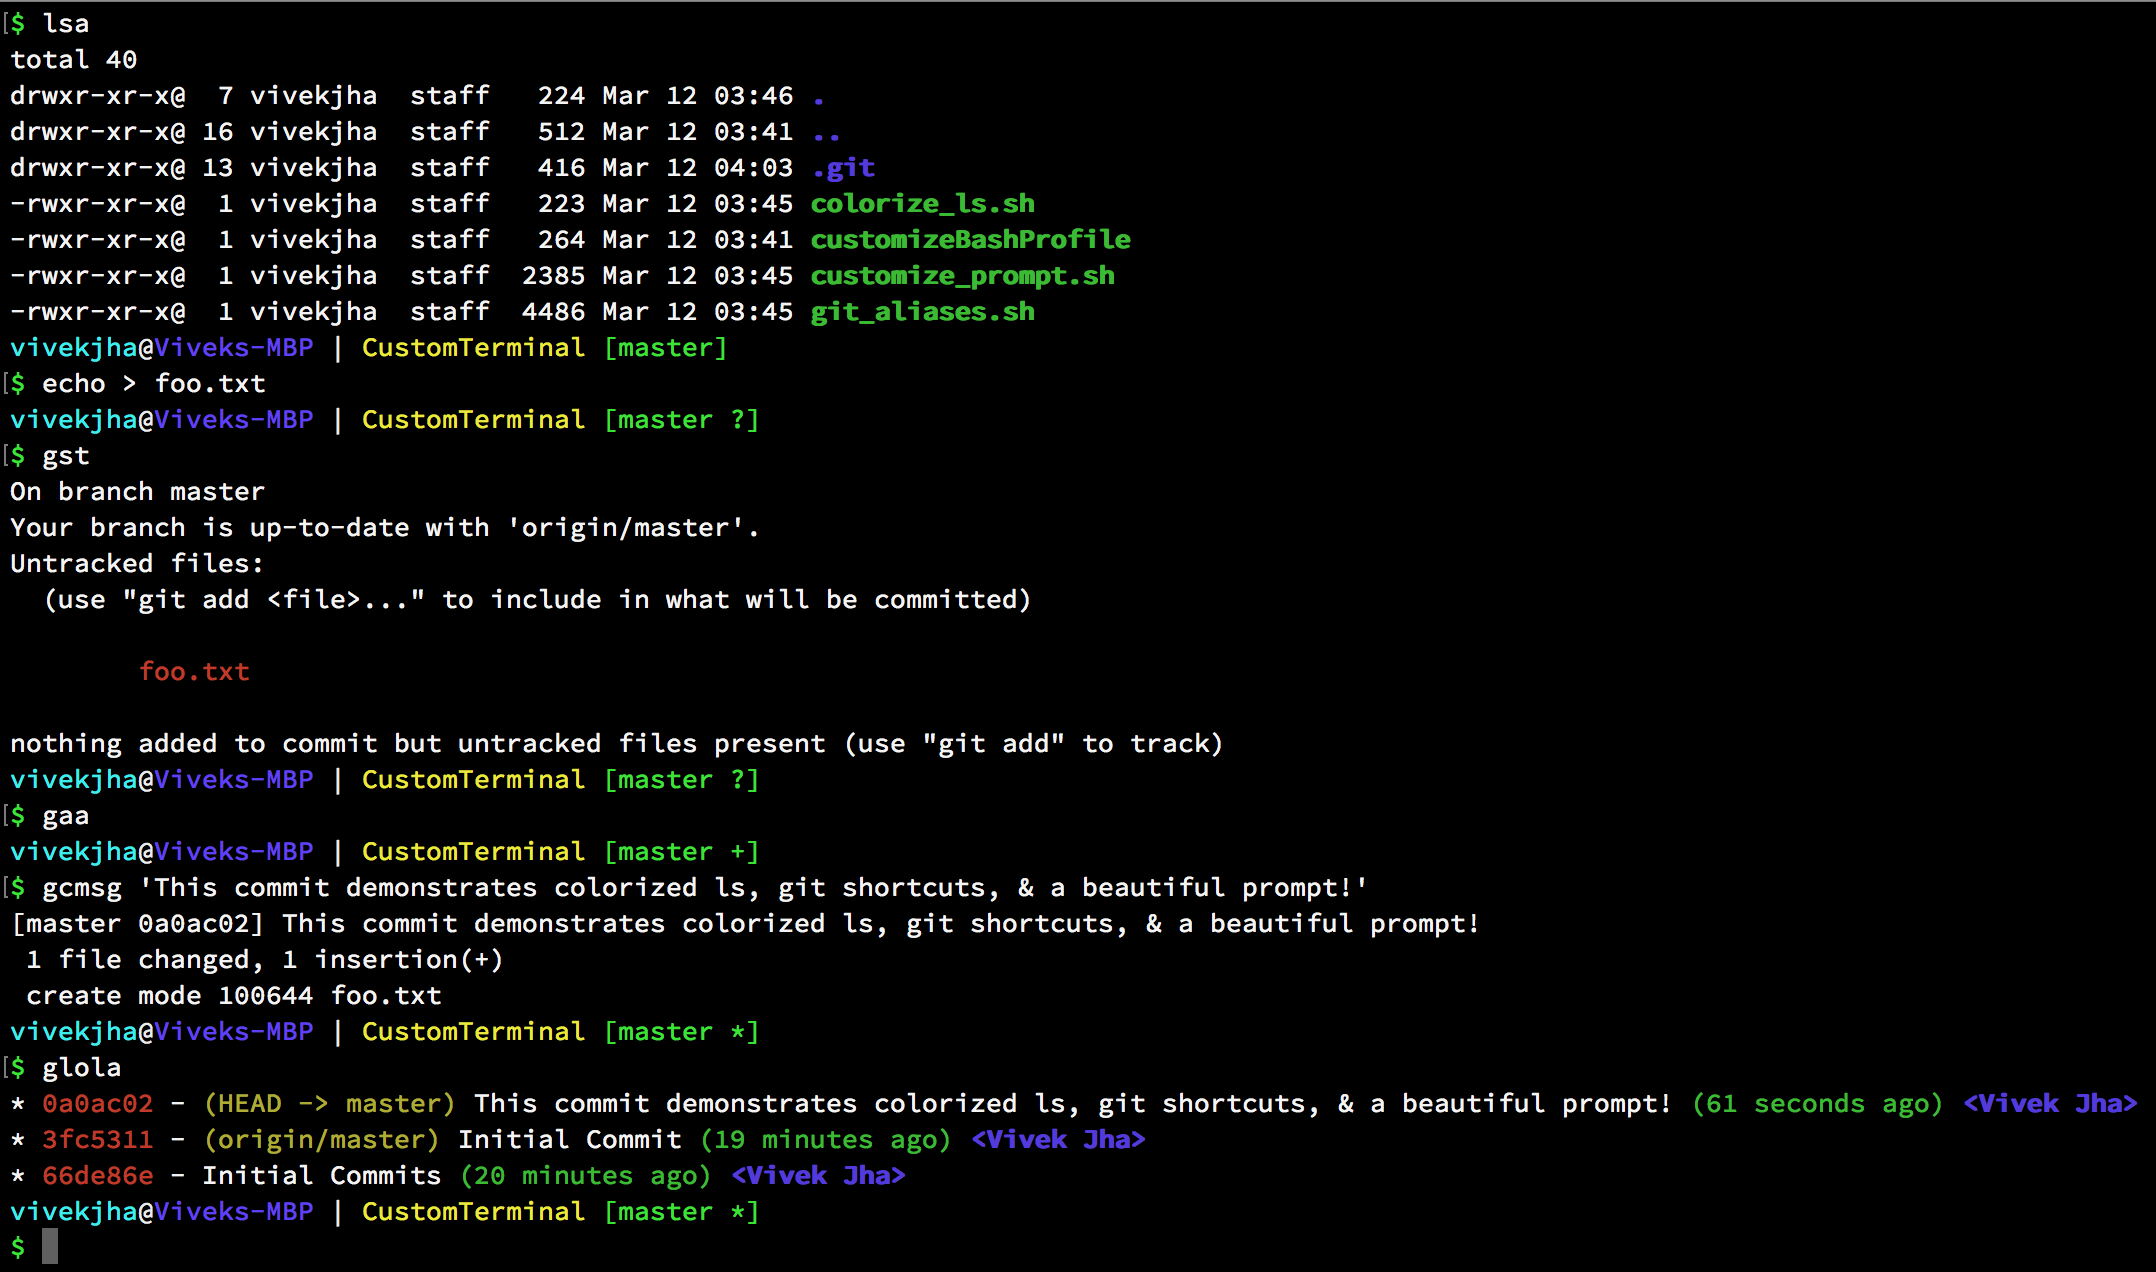 [$ lsa
total 40
drwxr-xr-x@  7 vivekjha  staff   224 Mar 12 03:46 .
drwxr-xr-x@ 16 vivekjha  staff   512 Mar 12 03:41 ..
drwxr-xr-x@ 13 vivekjha  staff   416 Mar 12 04:03 .git
-rwxr-xr-x@  1 vivekjha  staff   223 Mar 12 03:45 colorize_ls.sh
-rwxr-xr-x@  1 vivekjha  staff   264 Mar 12 03:41 customizeBashProfile
-rwxr-xr-x@  1 vivekjha  staff  2385 Mar 12 03:45 customize_prompt.sh
-rwxr-xr-x@  1 vivekjha  staff  4486 Mar 12 03:45 git_aliases.sh
vivekjha@Viveks-MBP | CustomTerminal [master]
[$ echo > foo.txt
vivekjha@Viveks-MBP | CustomTerminal [master ?]
[$ gst
On branch master
Your branch is up-to-date with 'origin/master'.
Untracked files:
  (use "git add <file>..." to include in what will be committed)
        foo.txt
nothing added to commit but untracked files present (use "git add" to track)
vivekjha@Viveks-MBP | CustomTerminal [master ?]
[$ gaa
vivekjha@Viveks-MBP | CustomTerminal [master +]
[$ gcmsg 'This commit demonstrates colorized ls, git shortcuts, & a beautiful prompt!'
[master 0a0ac02] This commit demonstrates colorized ls, git shortcuts, & a beautiful prompt!
 1 file changed, 1 insertion(+)
 create mode 100644 foo.txt
vivekjha@Viveks-MBP | CustomTerminal [master *]
[$ glola
* 0a0ac02 - (HEAD -> master) This commit demonstrates colorized ls, git shortcuts, & a beautiful prompt! (61 seconds ago) <Vivek Jha>
* 3fc5311 - (origin/master) Initial Commit (19 minutes ago) <Vivek Jha>
* 66de86e - Initial Commits (20 minutes ago) <Vivek Jha>
vivekjha@Viveks-MBP | CustomTerminal [master *]
$